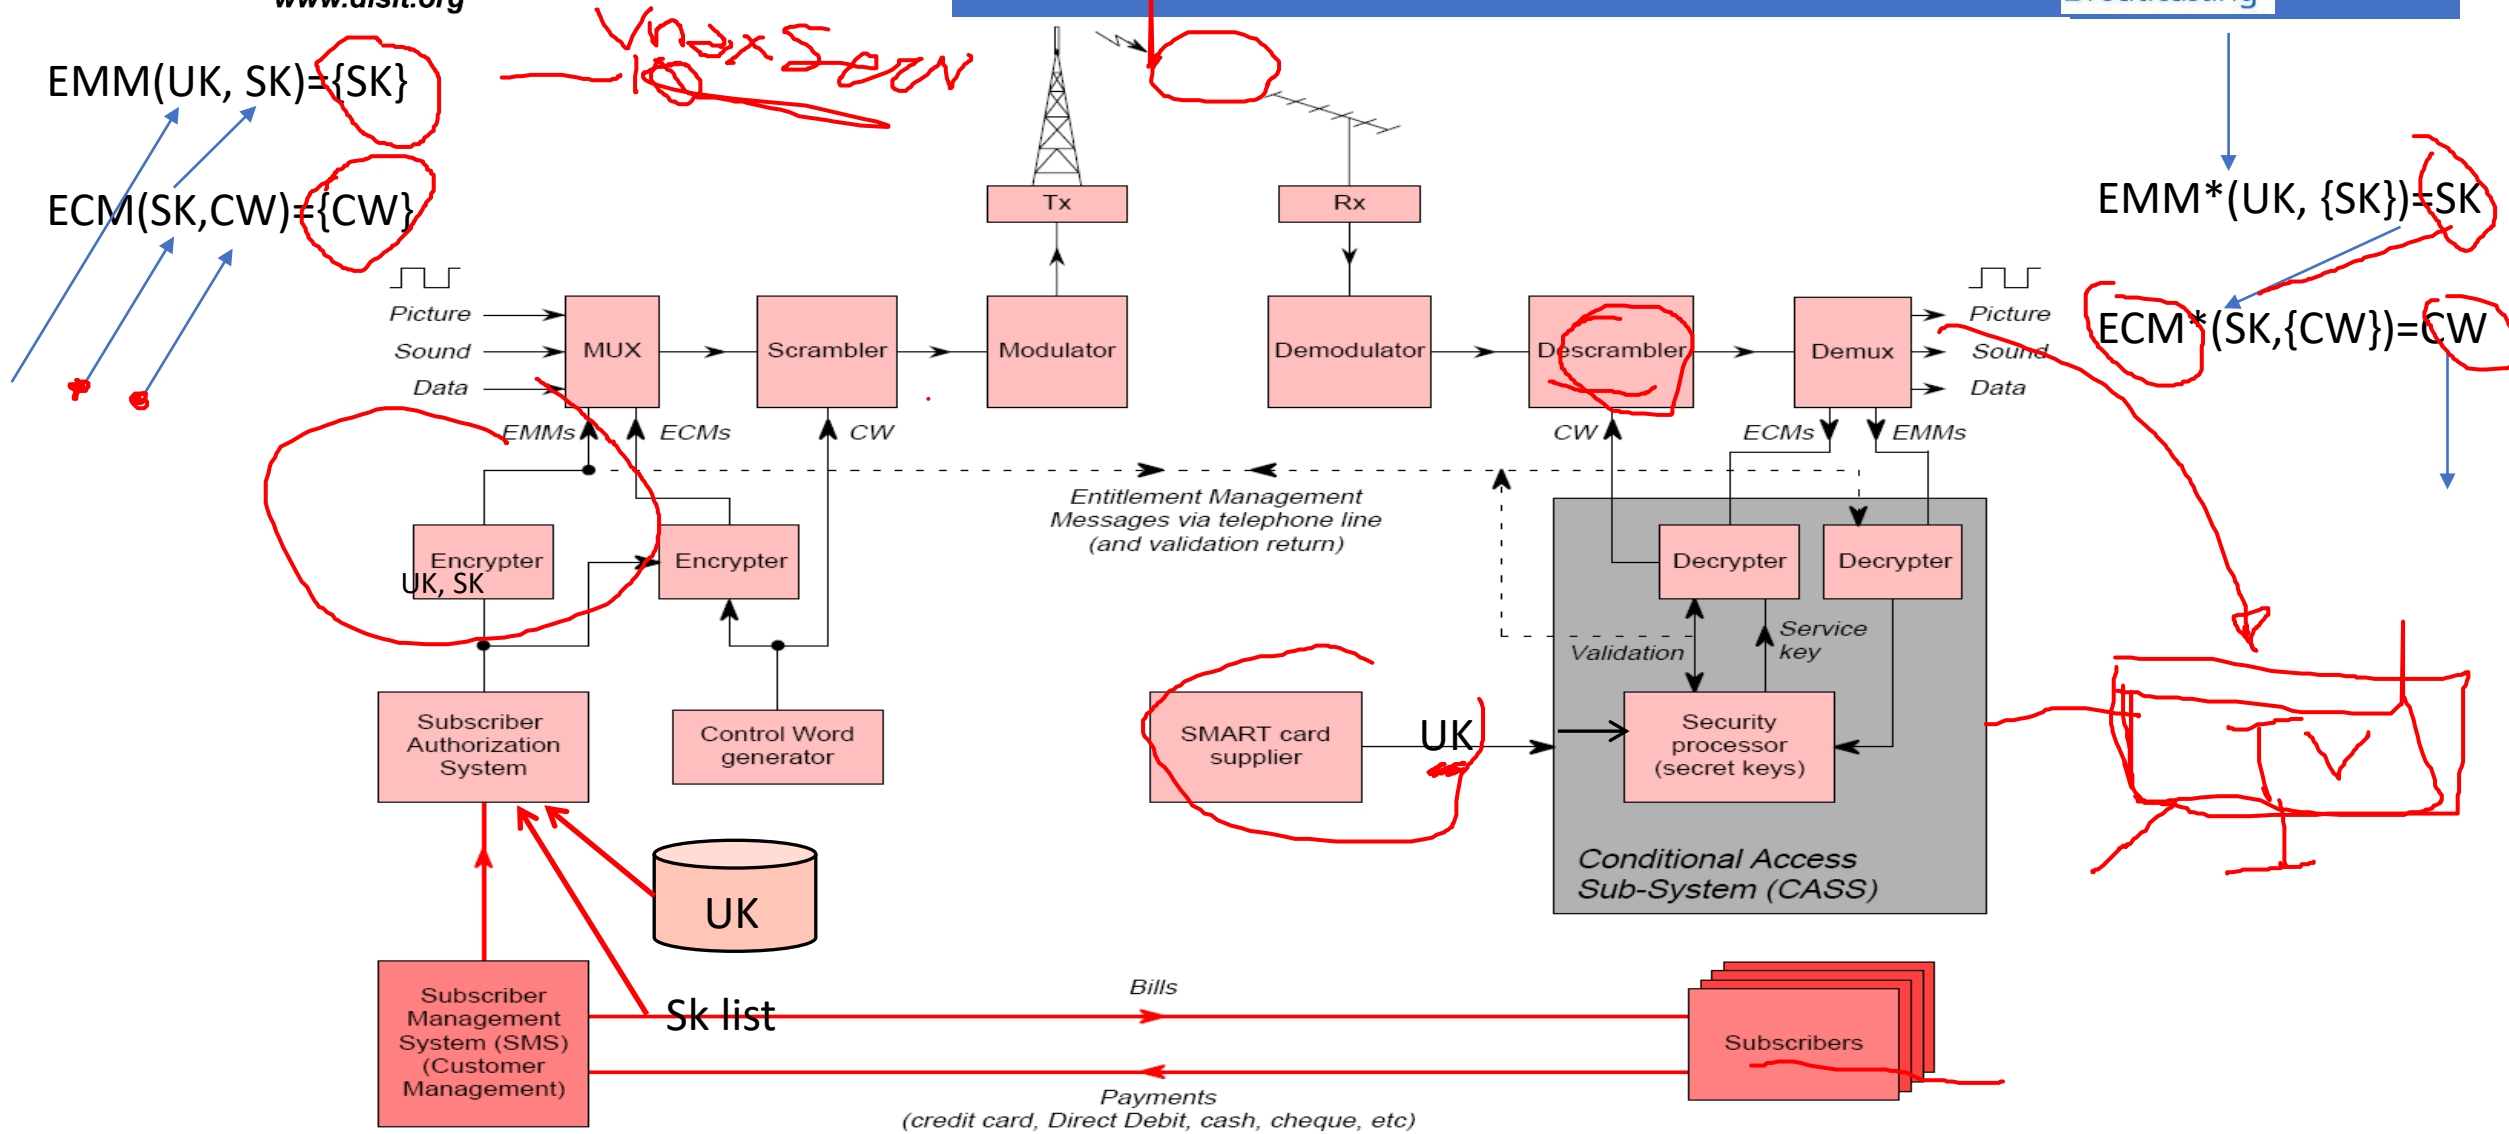 www.disit.org
EMM(UK, SK)={SK}
ECM(SK,CW)={CW}
EMM*(UK, {SK})=SK
ECM*(SK,{CW})=CW
Tx
Rx
Picture
Sound
Data
MUX
Scrambler
Modulator
Demodulator
Descrambler
Demux
Picture
Sound
Data
EMMs
ECMs
CW
CW
ECMs
EMMs
Entitlement Management
Messages via telephone line
(and validation return)
Encrypter
UK, SK
Encrypter
Decrypter
Decrypter
Validation
Service
key
Subscriber
Authorization
System
Control Word
generator
SMART card
supplier
UK
Security
processor
(secret keys)
Conditional Access
Sub-System (CASS)
UK
Sk list
Subscriber
Management
System (SMS)
(Customer
Management)
Bills
Subscribers
Payments
(credit card, Direct Debit, cash, cheque, etc)